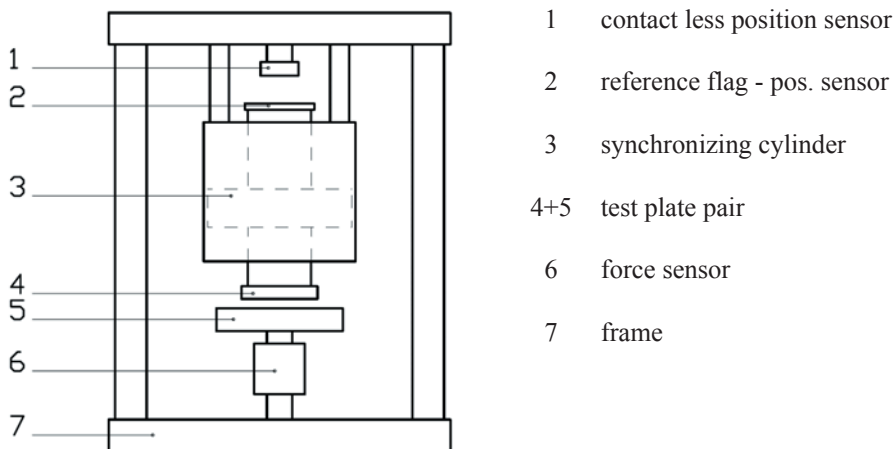 1
2
3
4
5
6
7
1 contact less position sensor
2 reference flag - pos. sensor
3 synchronizing cylinder
4+5 test plate pair
6 force sensor
7 frame